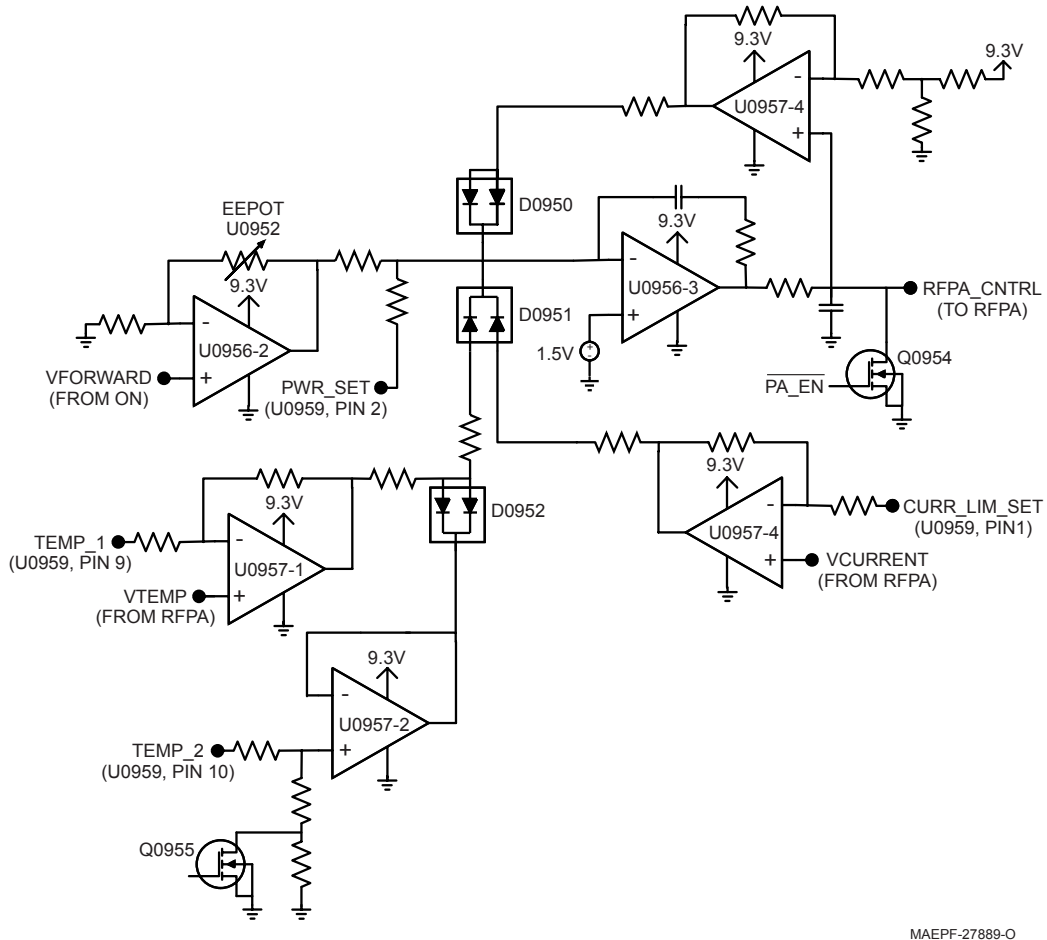 9.3V
9.3V
-
U0957-4
+
D0950
EEPOT
U0952
9.3V
9.3V
-
U0956-3
+
D0951
RFPA_CNTRL
(TO RFPA)
-
U0956-2
+
1.5V
+
-
Q0954
VFORWARD
(FROM ON)
PWR_SET
(U0959, PIN 2)
PA_EN
9.3V
9.3V
-
U0957-4
+
CURR_LIM_SET
(U0959, PIN1)
D0952
TEMP_1
(U0959, PIN 9)
-
U0957-1
+
VCURRENT
(FROM RFPA)
VTEMP
(FROM RFPA)
9.3V
-
U0957-2
+
TEMP_2
(U0959, PIN 10)
Q0955
MAEPF-27889-O